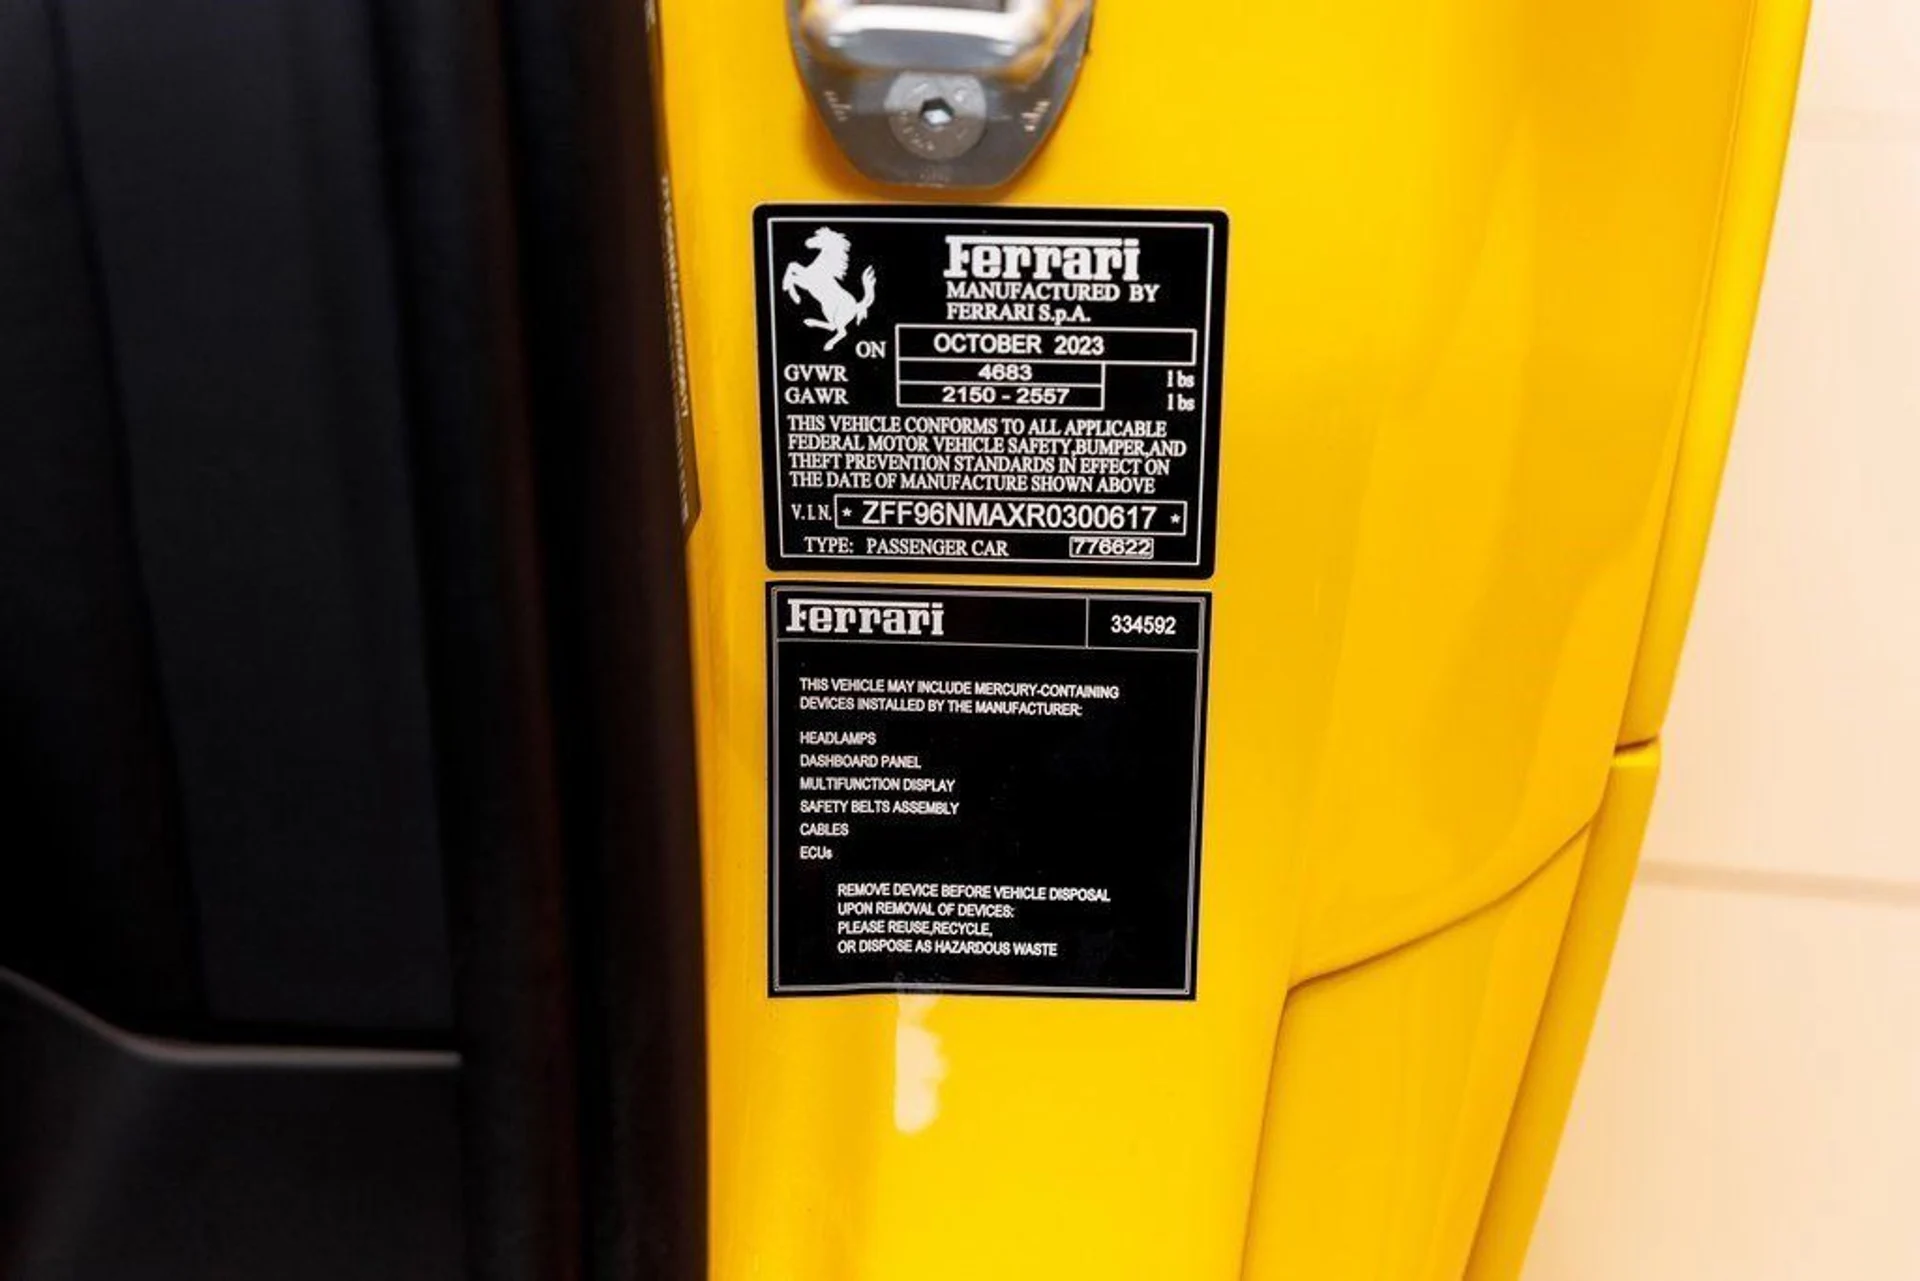 Ferrari
MANUFACTURED BY
FERRARI S.p.A.
ON OCTOBER 2023
GVWR 4683 lbs
GAWR 2150 - 2557 lbs
THIS VEHICLE CONFORMS TO ALL APPLICABLE
FEDERAL MOTOR VEHICLE SAFETY,BUMPER,AND
THEFT PREVENTION STANDARDS IN EFFECT ON
THE DATE OF MANUFACTURE SHOWN ABOVE
V.I.N. * ZFF96NMAXR0300617 *
TYPE: PASSENGER CAR 776622
Ferrari 334592
THIS VEHICLE MAY INCLUDE MERCURY-CONTAINING
DEVICES INSTALLED BY THE MANUFACTURER:
HEADLAMPS
DASHBOARD PANEL
MULTIFUNCTION DISPLAY
SAFETY BELTS ASSEMBLY
CABLES
ECUs
REMOVE DEVICE BEFORE VEHICLE DISPOSAL
UPON REMOVAL OF DEVICES:
PLEASE REUSE,RECYCLE,
OR DISPOSE AS HAZARDOUS WASTE